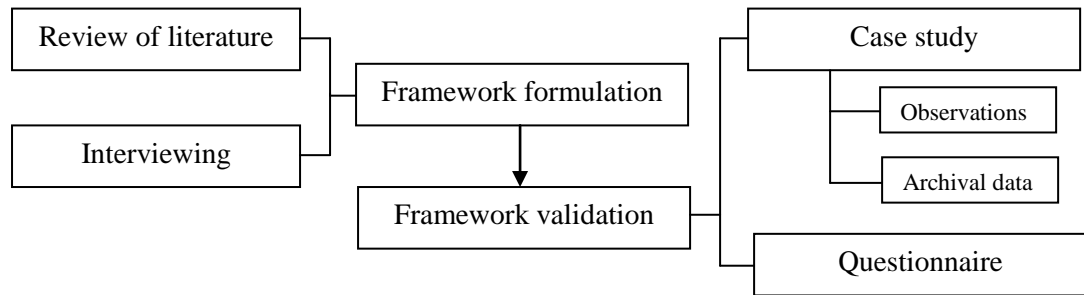 Review of literature
Interviewing
Framework formulation
Framework validation
Case study
Observations
Archival data
Questionnaire